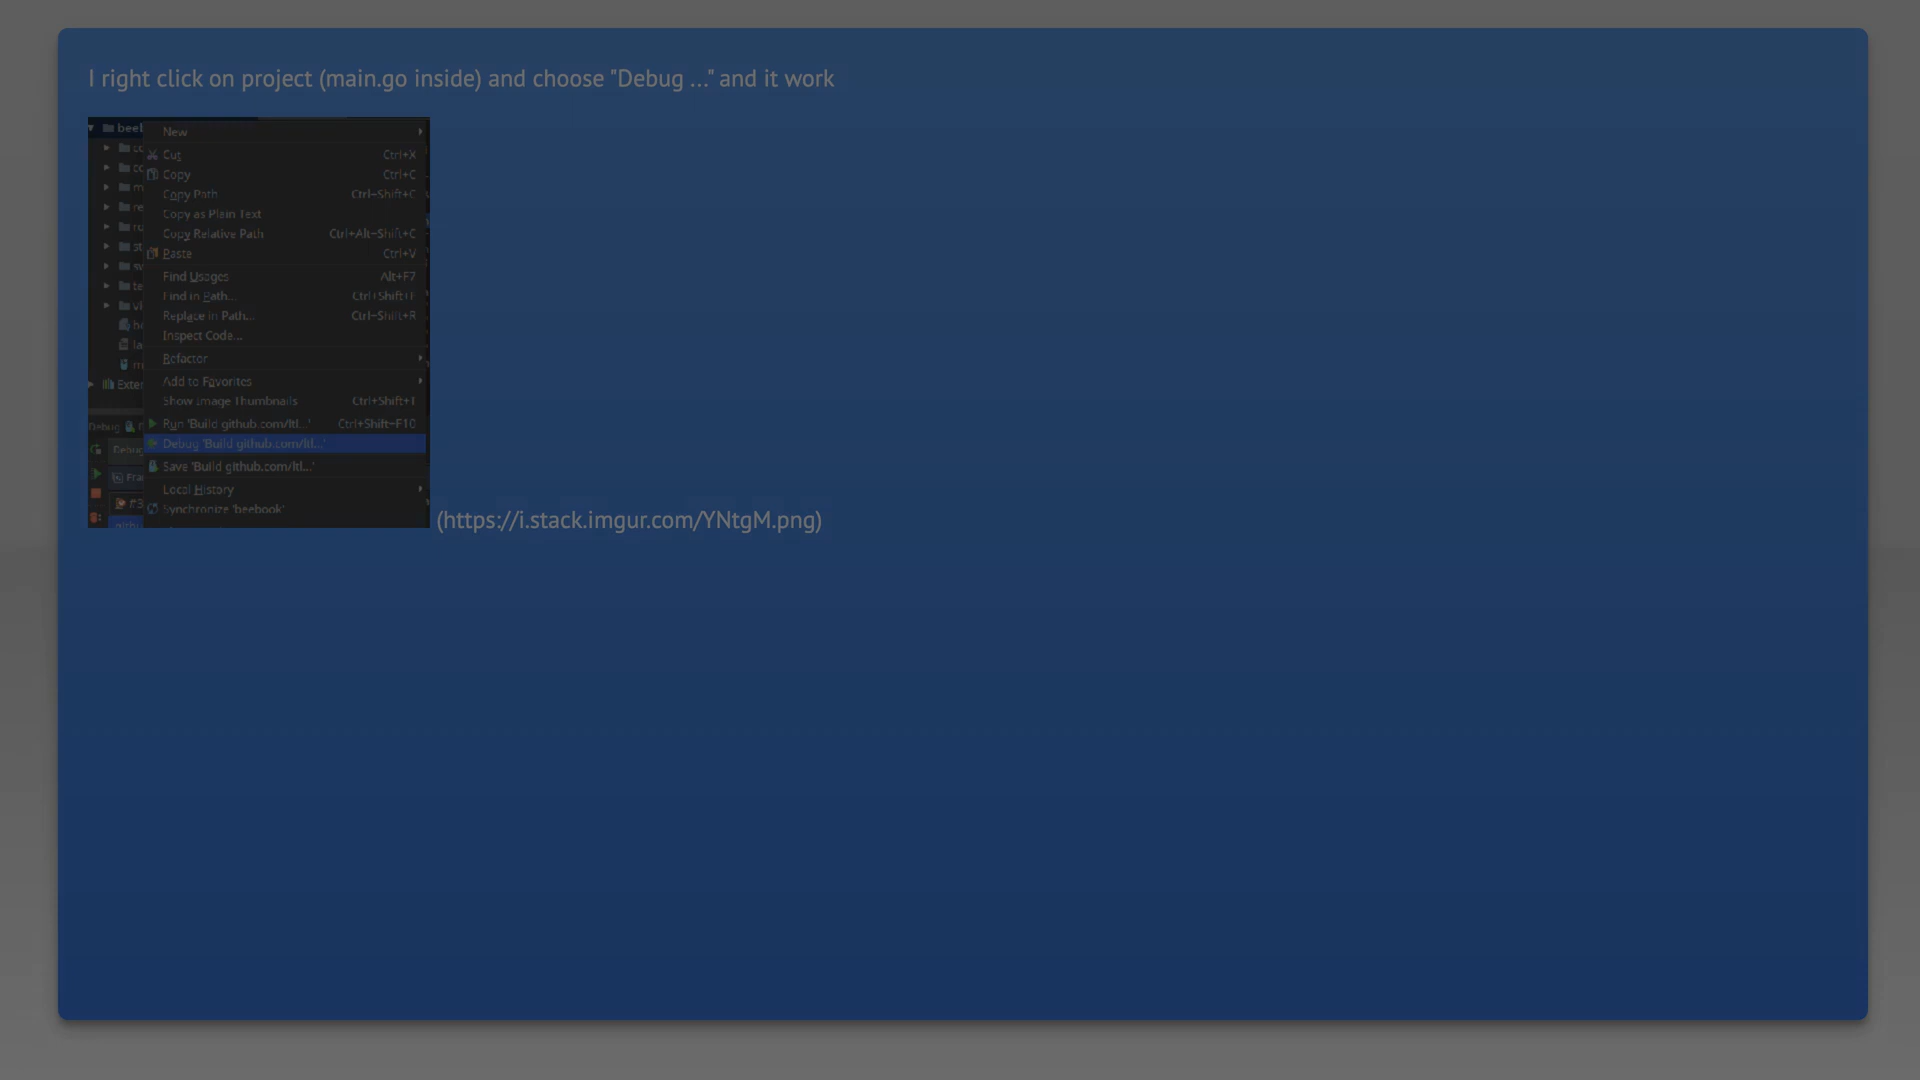 I right click on project (main.go inside) and choose "Debug ..." and it work
New
Cut Ctrl+X
Copy Ctrl+C
Copy Path Ctrl+Shift+C
Copy as Plain Text
Copy Relative Path Ctrl+Alt+Shift+C
Paste Ctrl+V
Find Usages Alt+F7
Find in Path... Ctrl+Shift+F
Replace in Path... Ctrl+Shift+R
Inspect Code...
Refactor
Add to Favorites
Show Image Thumbnails Ctrl+Shift+T
Run 'Build github.com/ltl...' Ctrl+Shift+F10
Debug 'Build github.com/ltl...'
Save 'Build github.com/ltl...'
Local History
Synchronize 'beebook'
Debug
(https://i.stack.imgur.com/YNtgM.png)